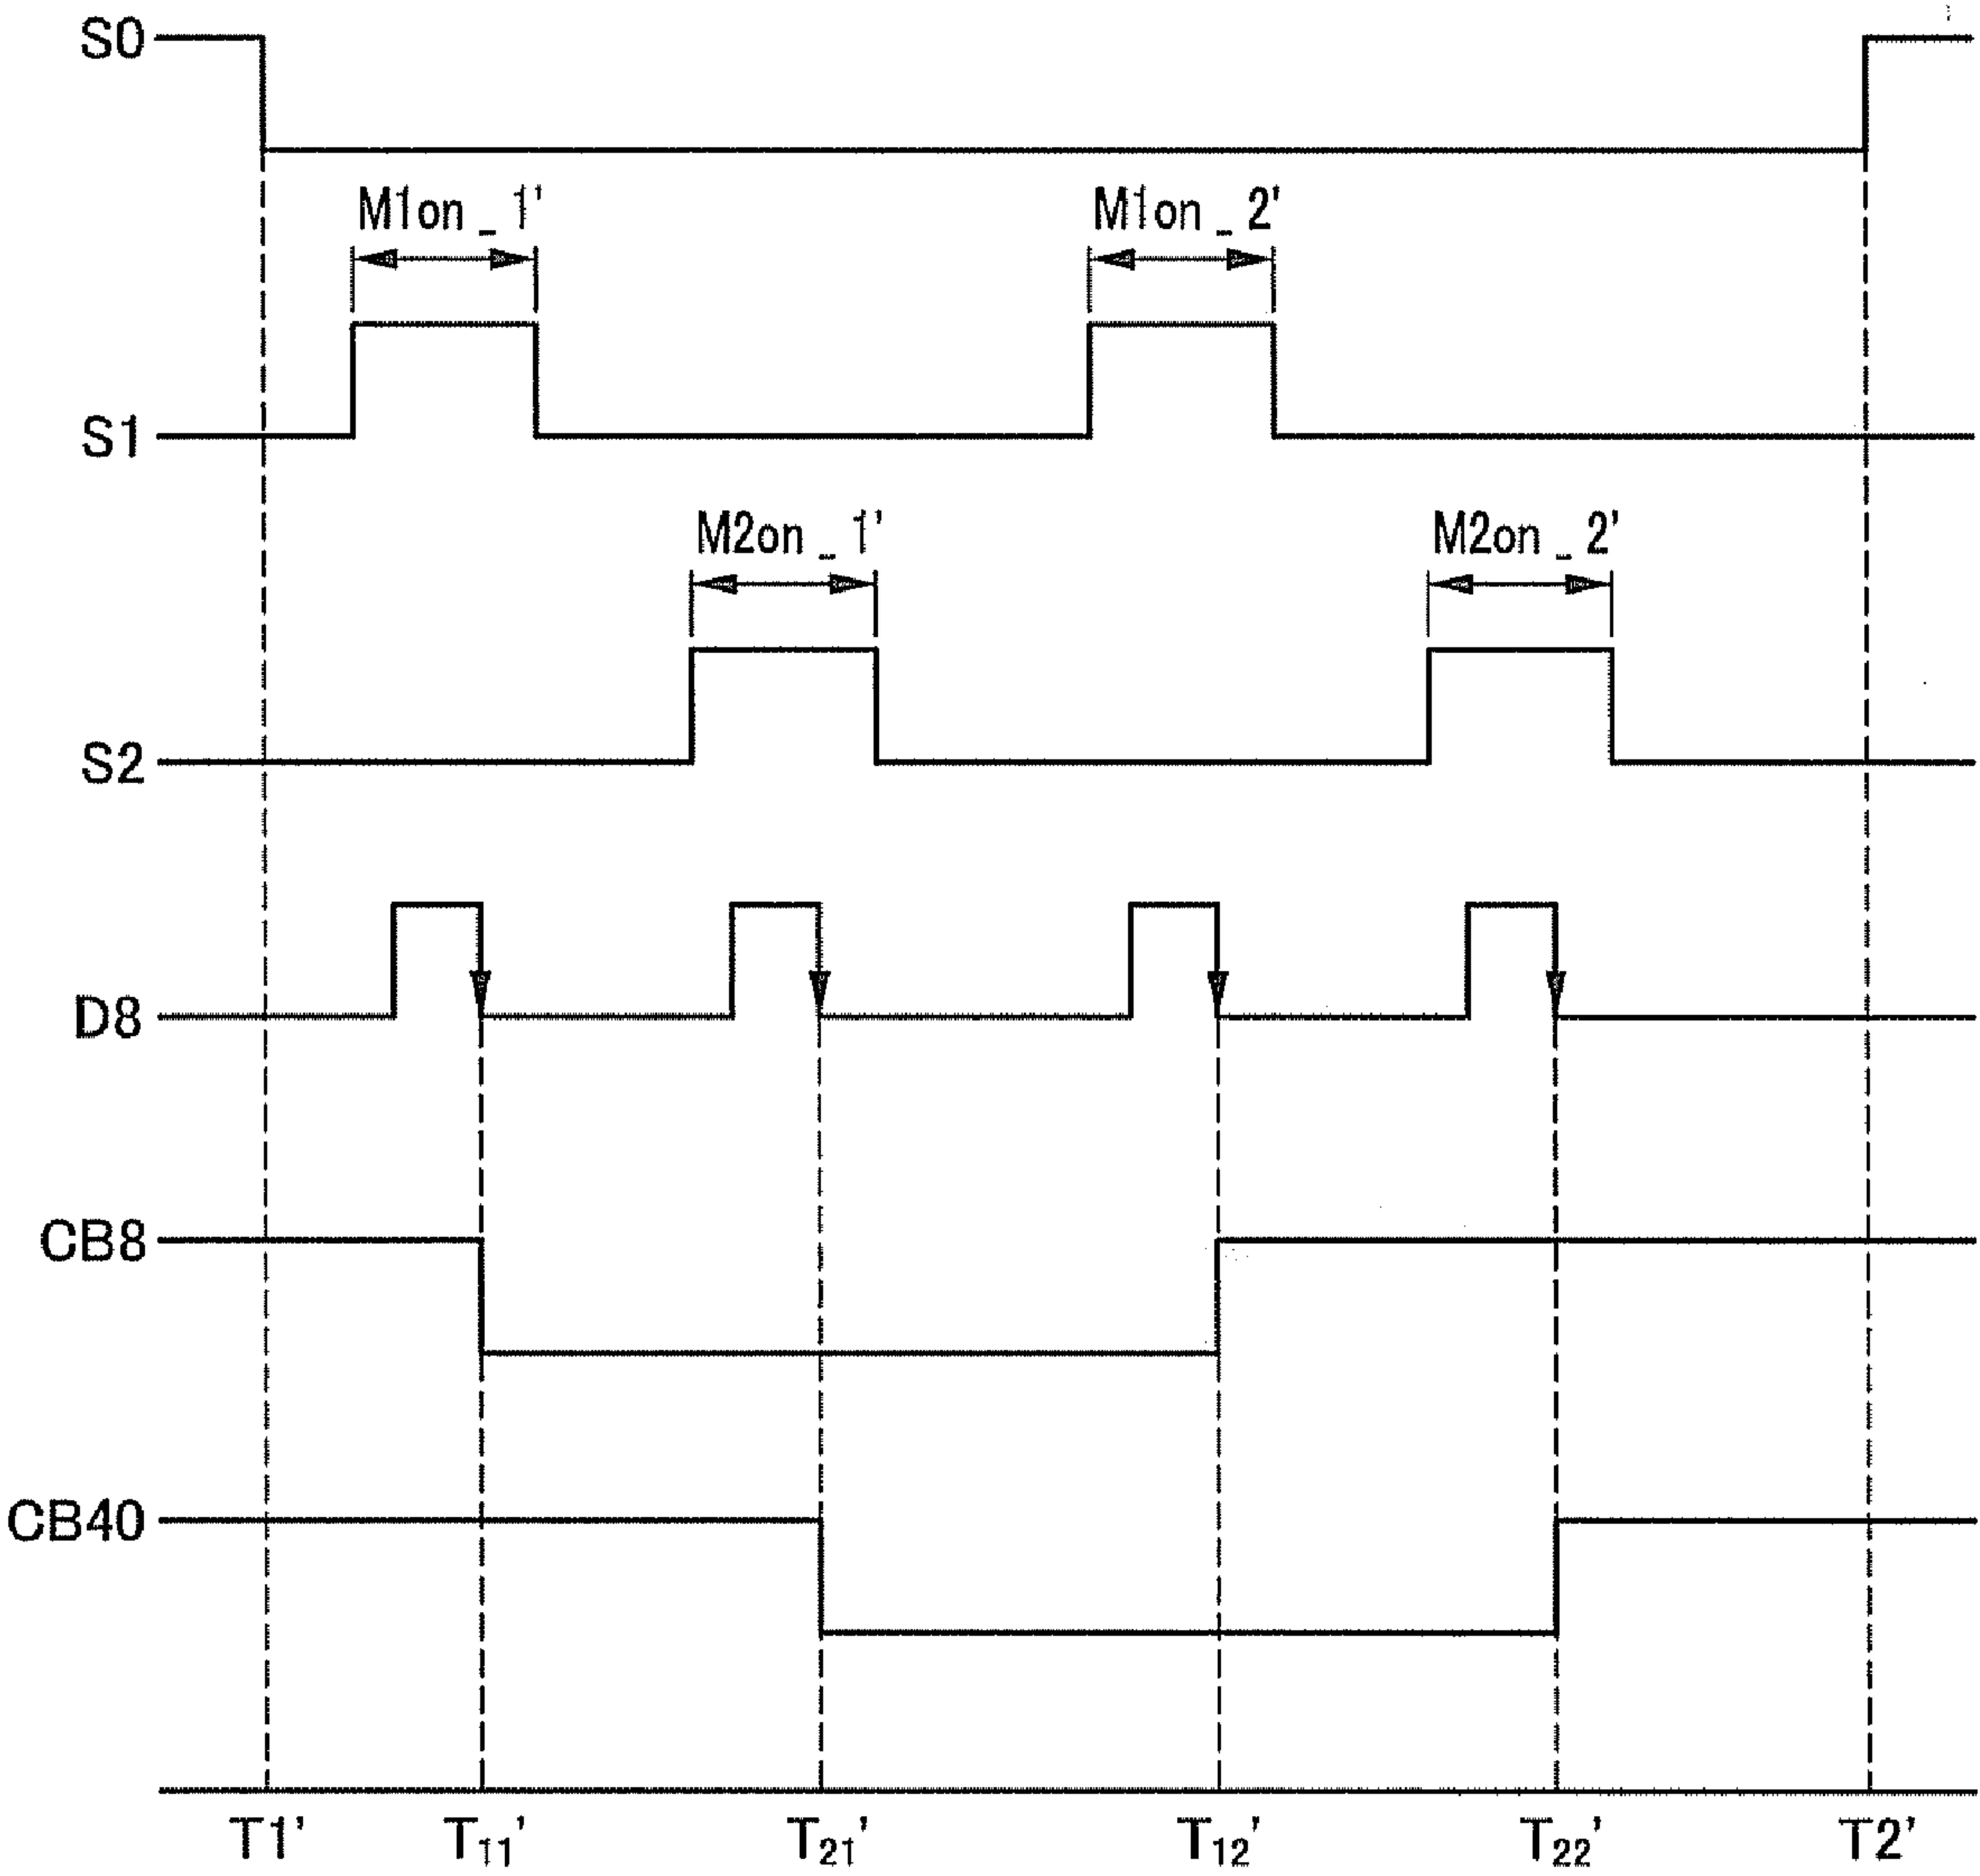 S0
M1on_1' M1on_2'
S1
M2on_1' M2on_2'
S2
D8
CB8
CB40
T1' T11' T21' T12' T22' T2'